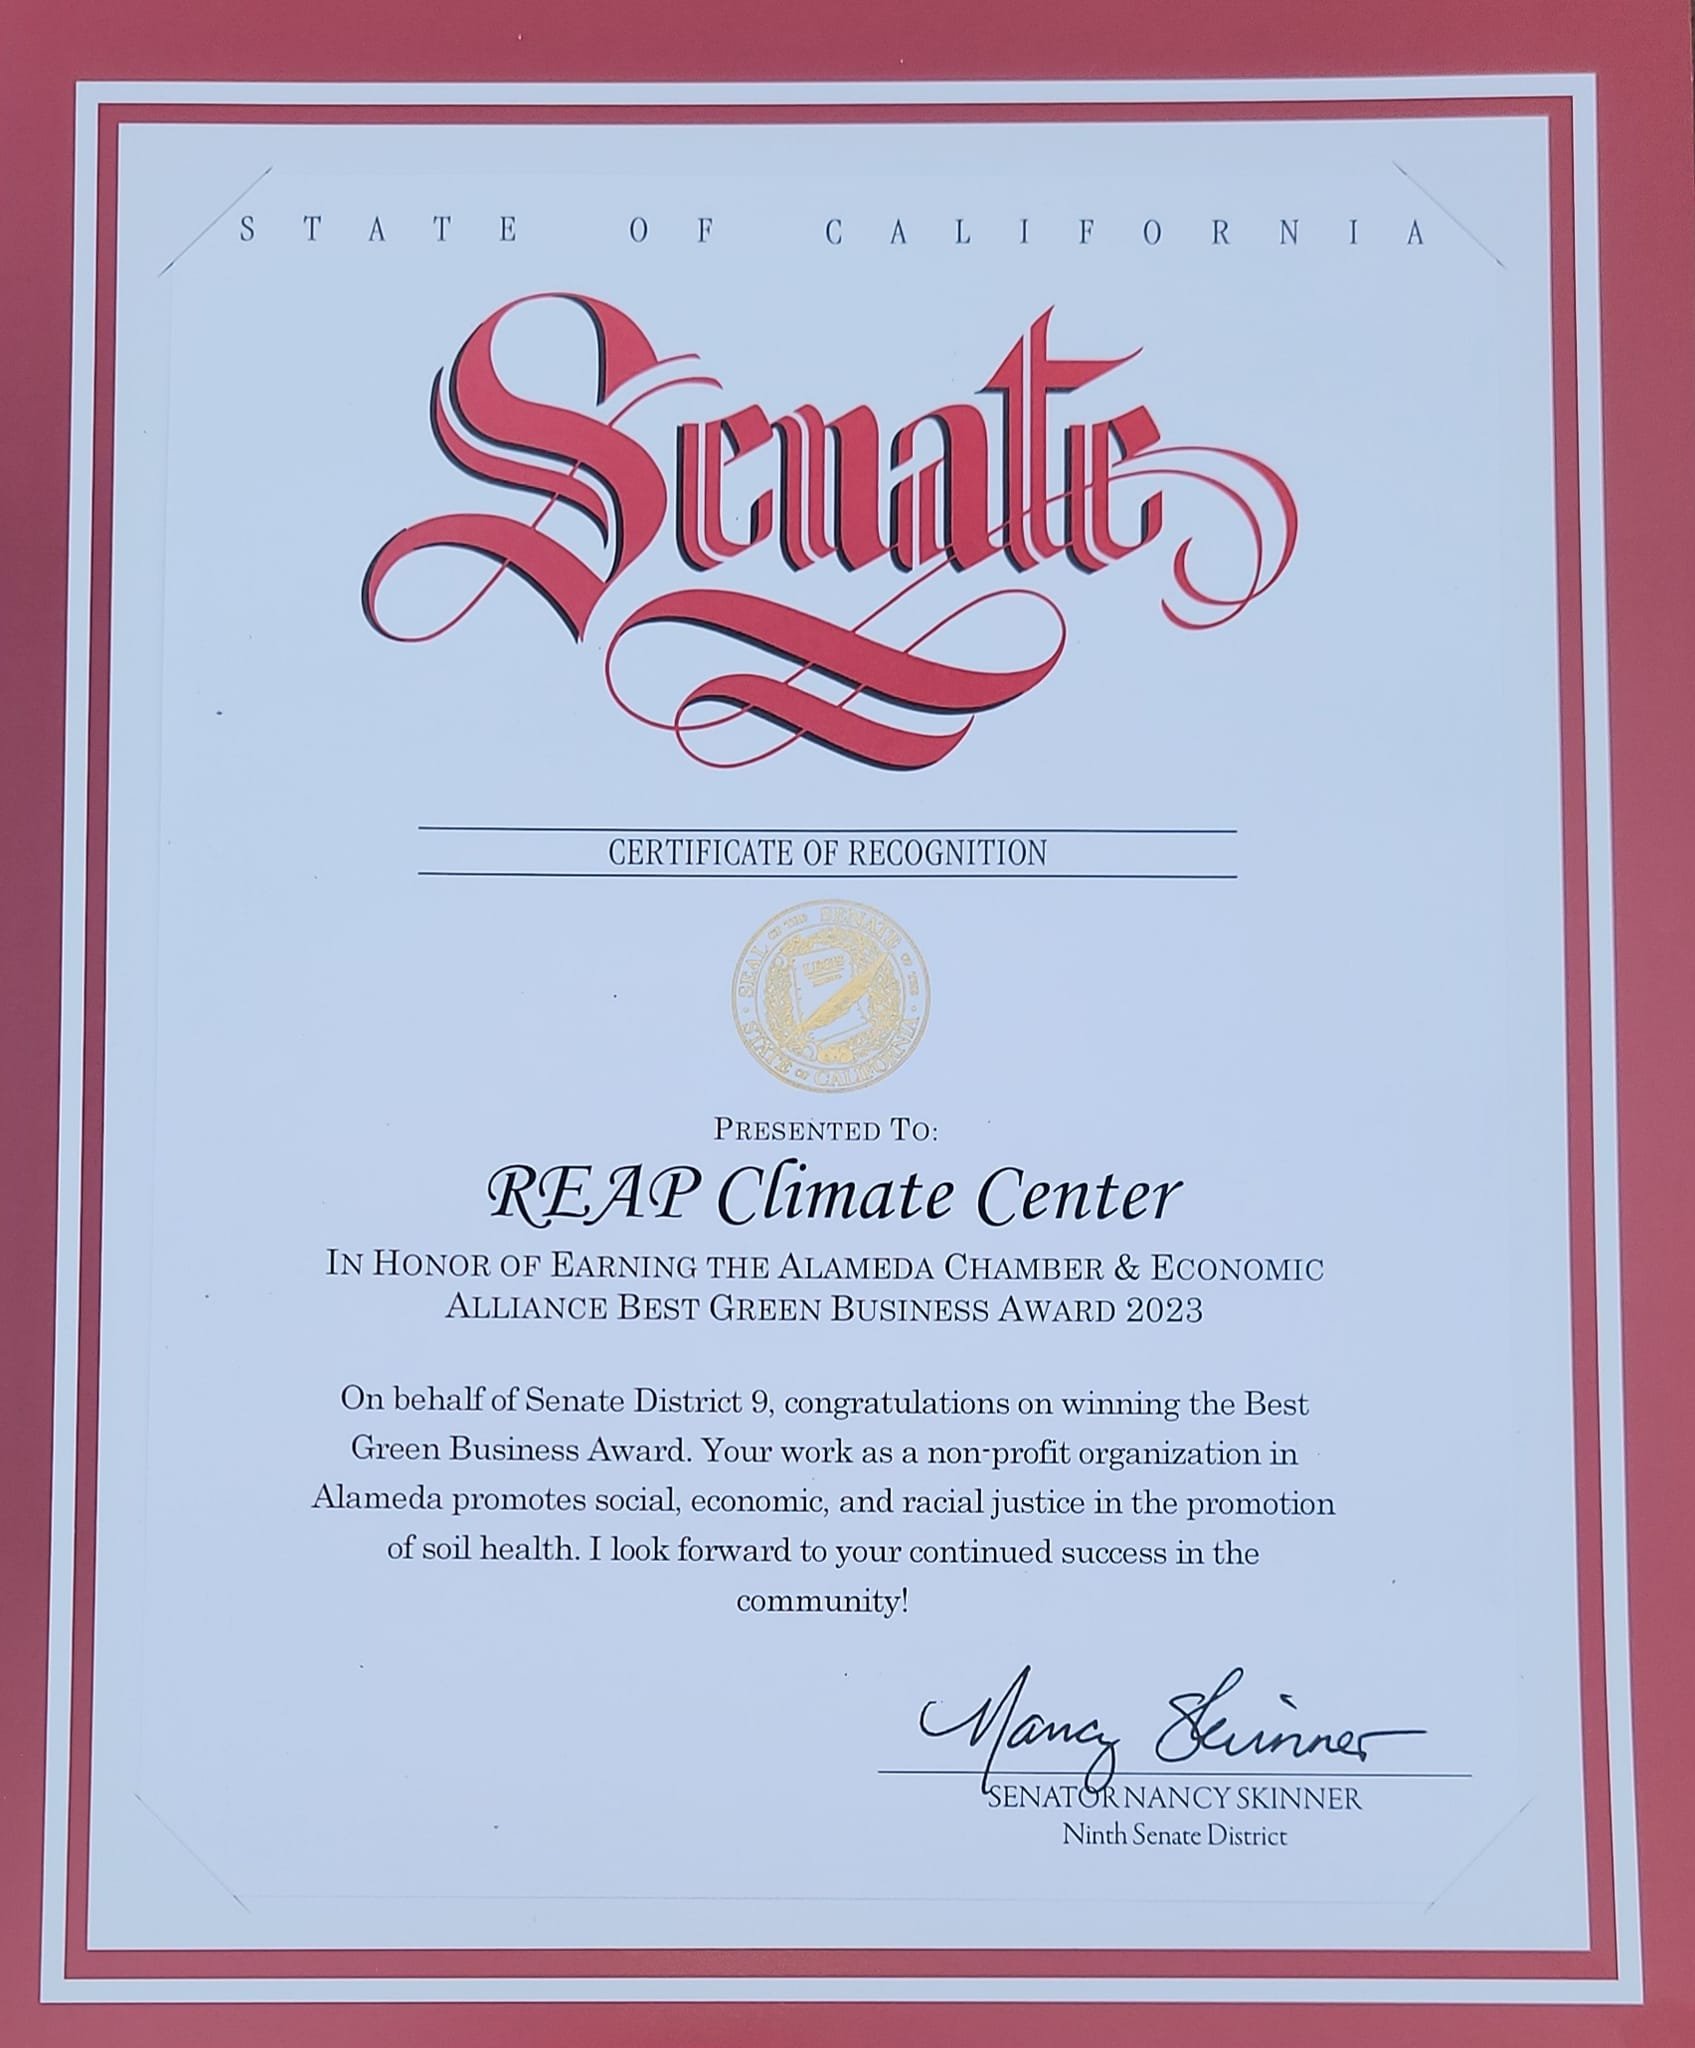 STATE OF CALIFORNIA
Senate
CERTIFICATE OF RECOGNITION
SEAL OF THE SENATE OF THE STATE OF CALIFORNIA
PRESENTED TO:
REAP Climate Center
IN HONOR OF EARNING THE ALAMEDA CHAMBER & ECONOMIC
ALLIANCE BEST GREEN BUSINESS AWARD 2023
On behalf of Senate District 9, congratulations on winning the Best
Green Business Award. Your work as a non-profit organization in
Alameda promotes social, economic, and racial justice in the promotion
of soil health. I look forward to your continued success in the
community!
Nancy Skinner
SENATOR NANCY SKINNER
Ninth Senate District